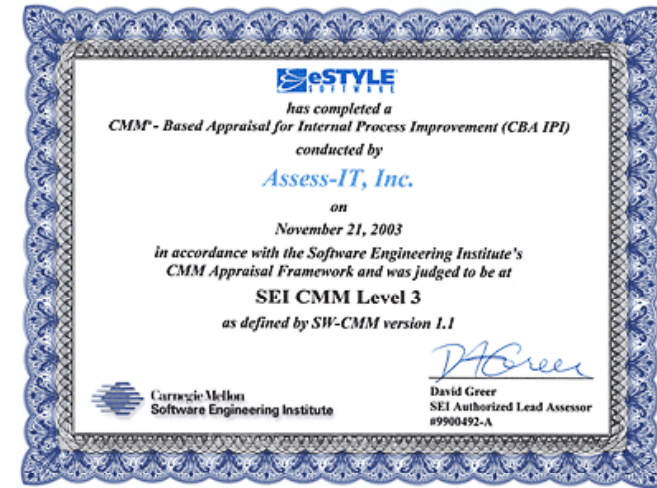 eSTYLE
SOFTWARE
has completed a
CMM®- Based Appraisal for Internal Process Improvement (CBA IPI)
conducted by
Assess-IT, Inc.
on
November 21, 2003
in accordance with the Software Engineering Institute's
CMM Appraisal Framework and was judged to be at
SEI CMM Level 3
as defined by SW-CMM version 1.1
DAGreer
Carnegie Mellon
Software Engineering Institute
David Greer
SEI Authorized Lead Assessor
#9900492-A